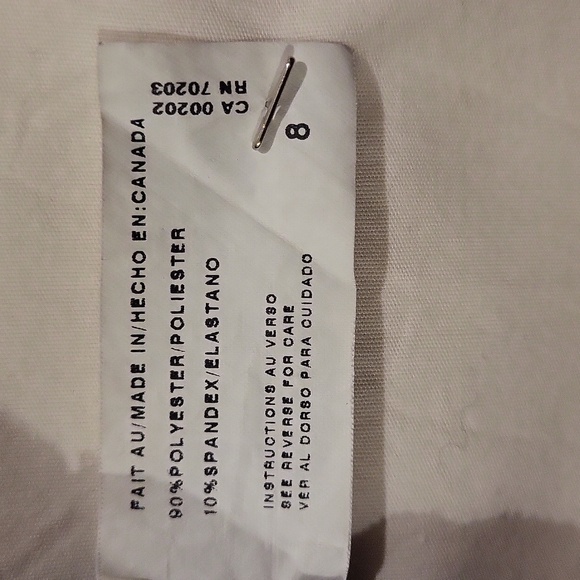 FAIT AU/MADE IN/HECHO EN:CANADA
90%POLYESTER/POLIESTER
10%SPANDEX/ELASTANO
INSTRUCTIONS AU VERSO
SEE REVERSE FOR CARE
VER AL DORSO PARA CUIDADO
8
CA 00202
RN 70203